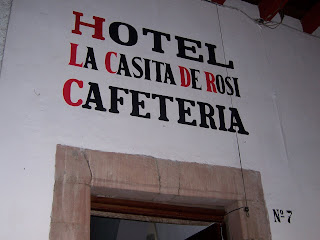 HOTEL
LA CASITA DE ROSI
CAFETERIA
Nº 7